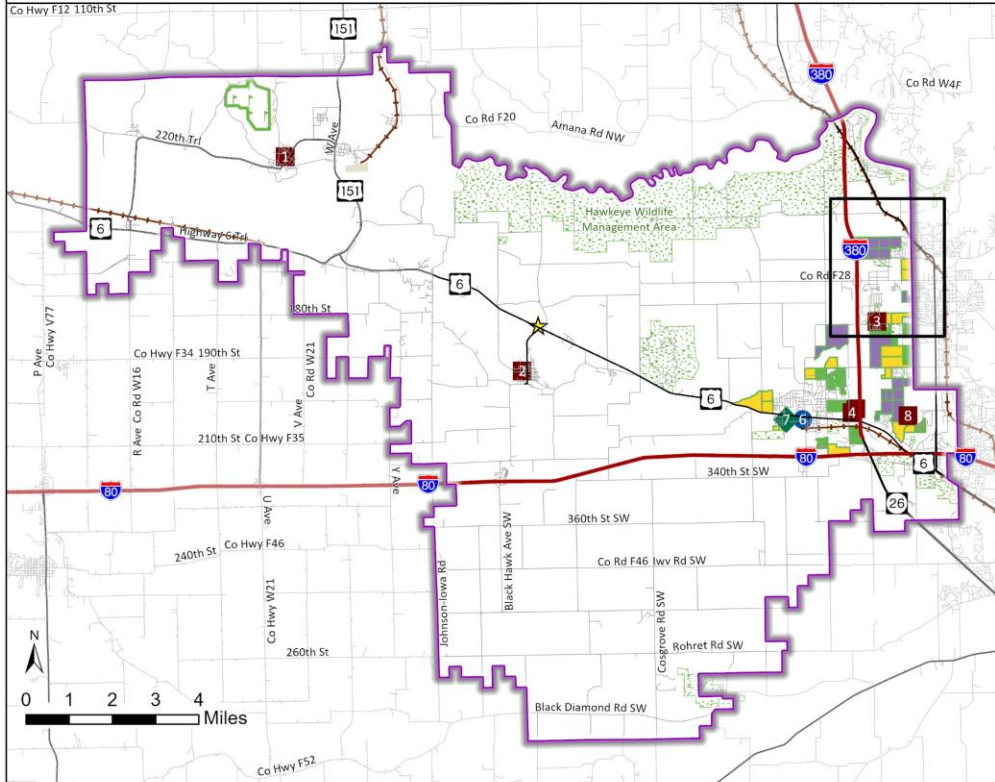 Co Hwy F12 110th St
151
380
Co Rd W4F
Co Rd F20
Amana Rd NW
220th Trl
W Ave
1
151
Hawkeye Wildlife
Management Area
6
Highway 6 Trl
380
Co Rd F28
6
180th St
3
P Ave
Co Hwy V77
Co Hwy F34 190th St
R Ave Co Rd W16
T Ave
V Ave
Co Rd W21
2
6
7
6
4
8
210th St Co Hwy F35
Y Ave
80
6
80
340th St SW
80
80
U Ave
26
360th St SW
240th St
Co Hwy F46
Black Hawk Ave SW
Co Rd F46 Iwv Rd SW
Johnson-Iowa Rd
Co Hwy W21
Cosgrove Rd SW
N
260th St
Rohret Rd SW
0 1 2 3 4
Miles
Black Diamond Rd SW
Co Hwy F52